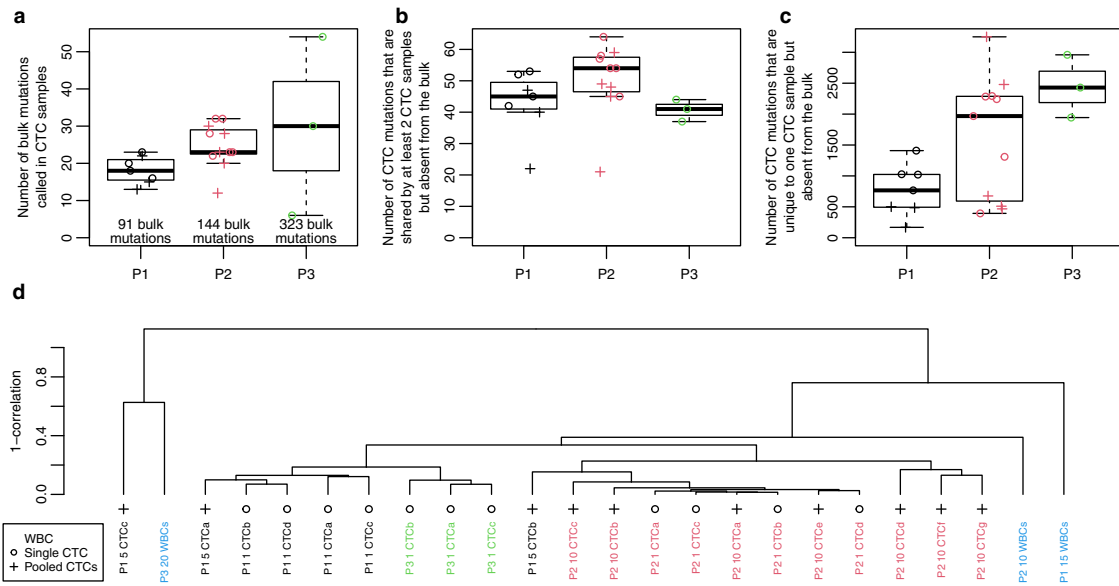 a
Number of bulk mutations
called in CTC samples
0
10
20
30
40
50
91 bulk
mutations
144 bulk
mutations
323 bulk
mutations
P1
P2
P3
b
Number of CTC mutations that are
shared by at least 2 CTC samples
but absent from the bulk
0
10
20
30
40
50
60
P1
P2
P3
c
Number of CTC mutations that are
unique to one CTC sample but
absent from the bulk
0
500
1500
2500
P1
P2
P3
d
1−correlation
0.0
0.4
0.8
WBC
Single CTC
Pooled CTCs
P1 5 CTCc
P3 20 WBCs
P1 5 CTCa
P1 1 CTCb
P1 1 CTCd
P1 1 CTCa
P1 1 CTCc
P3 1 CTCb
P3 1 CTCa
P3 1 CTCc
P1 5 CTCb
P2 10 CTCc
P2 10 CTCb
P2 1 CTCa
P2 1 CTCc
P2 10 CTCa
P2 1 CTCb
P2 10 CTCe
P2 1 CTCd
P2 10 CTCd
P2 10 CTCf
P2 10 CTCg
P2 10 WBCs
P1 15 WBCs